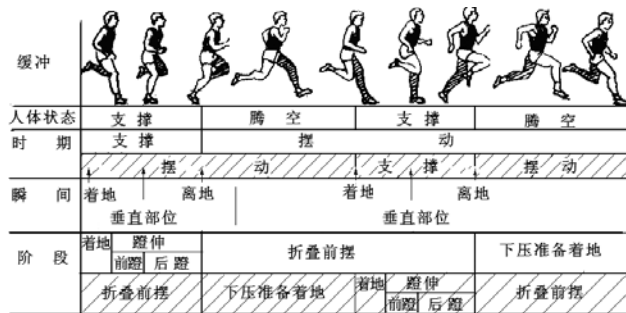 缓冲
人体状态 支撑 腾空 支撑 腾空
时期 支撑 摆动
摆动 支撑 摆动
瞬间 着地 离地 着地 离地
垂直部位 垂直部位
阶段 着地 蹬伸 折叠前摆 下压准备着地
前蹬 后蹬
折叠前摆 下压准备着地 着地 蹬伸 折叠前摆
前蹬 后蹬